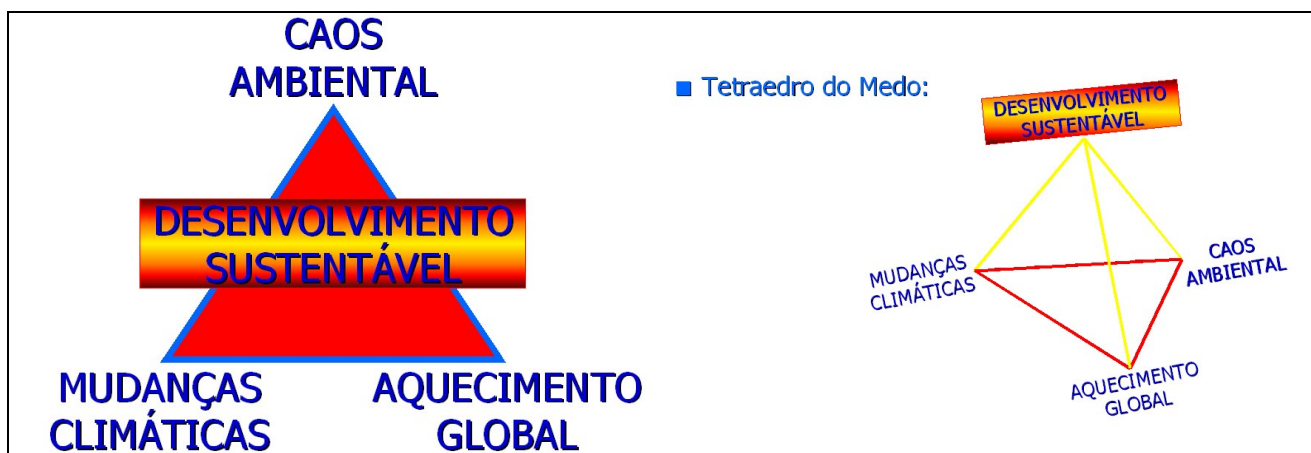 CAOS
AMBIENTAL
DESENVOLVIMENTO
SUSTENTÁVEL
MUDANÇAS
CLIMÁTICAS
AQUECIMENTO
GLOBAL
Tetraedro do Medo:
DESENVOLVIMENTO
SUSTENTÁVEL
MUDANÇAS
CLIMÁTICAS
CAOS
AMBIENTAL
AQUECIMENTO
GLOBAL